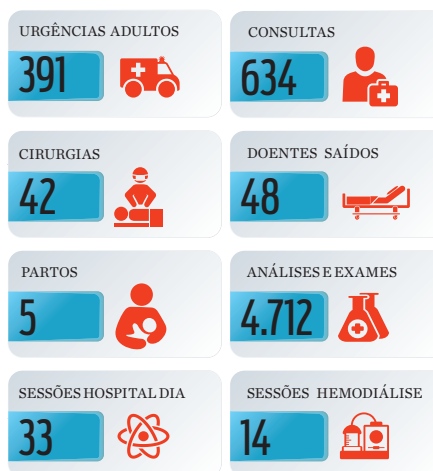 URGÊNCIAS ADULTOS
391
CONSULTAS
634
CIRURGIAS
42
DOENTES SAÍDOS
48
PARTOS
5
ANÁLISES E EXAMES
4.712
SESSÕES HOSPITAL DIA
33
SESSÕES HEMODIÁLISE
14